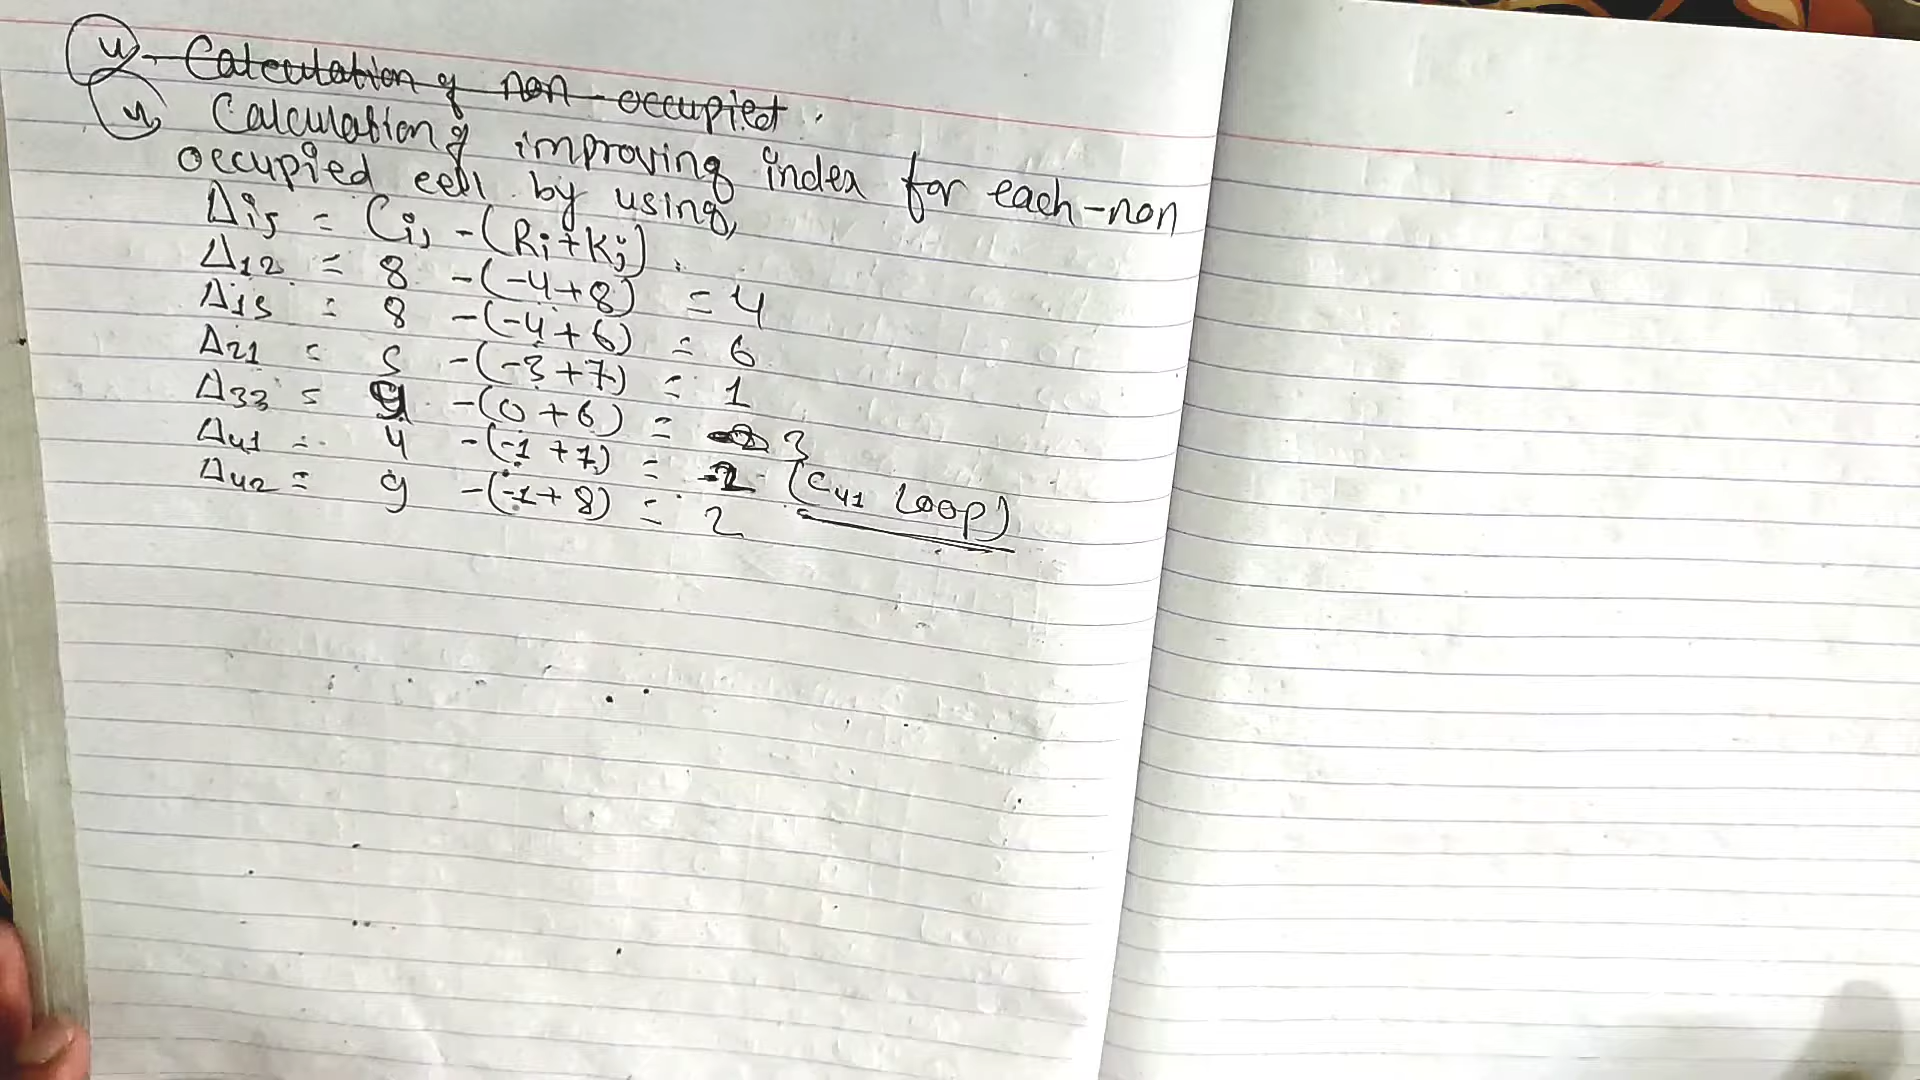 4. Calculation of non-occupied.
4, Calculation of improving index for each-non
occupied cell by using,
Δij = Cij - (Ri + Kj).
Δ12 = 8 - (-4+8) = 4
Δ13 = 8 - (-4+6) = 6
Δ21 = 5 - (-3+7) = 1
Δ33 = 9 - (0+6) = 3
Δ41 = 4 - (-1+7) = -2 (C41 Loop)
Δ42 = 9 - (-1+8) = 2